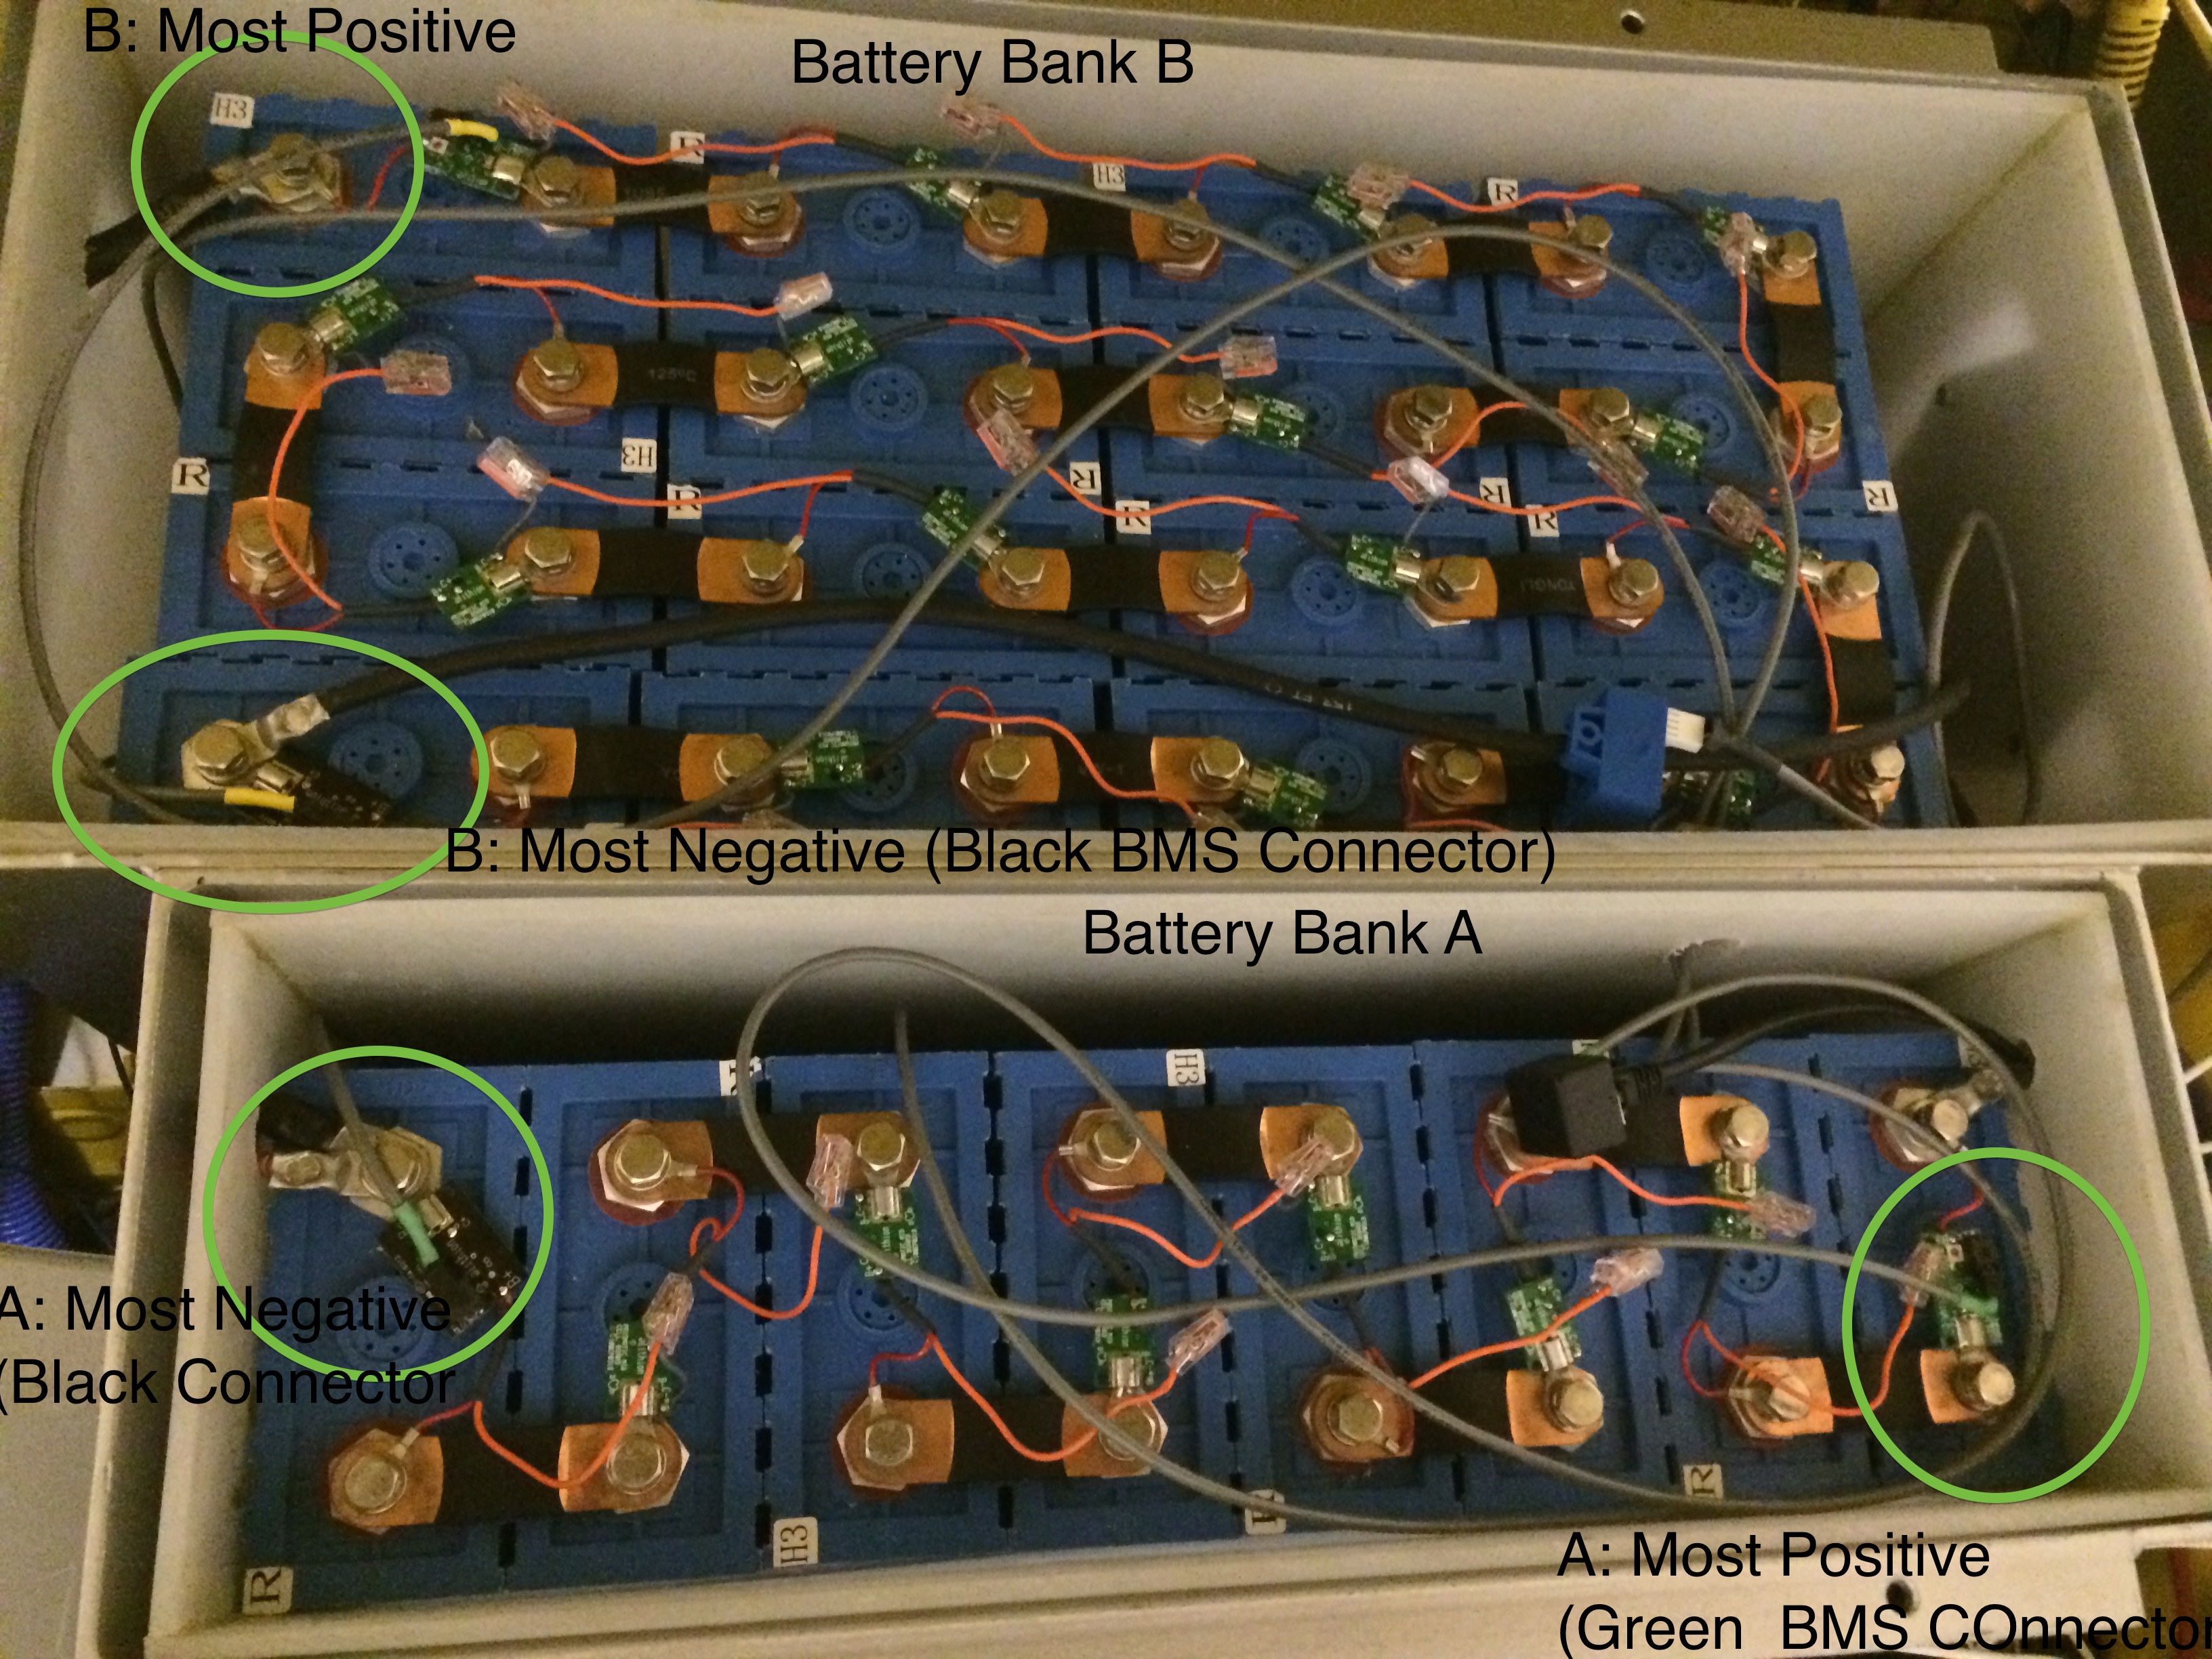 B: Most Positive
Battery Bank B
H3
R
H3
R
125°C
H3
R
R
R
R
R
R
R
TONGLI
B: Most Negative (Black BMS Connector)
Battery Bank A
H3
A: Most Negative
(Black Connector
R
H3
R
A: Most Positive
(Green BMS COnnector